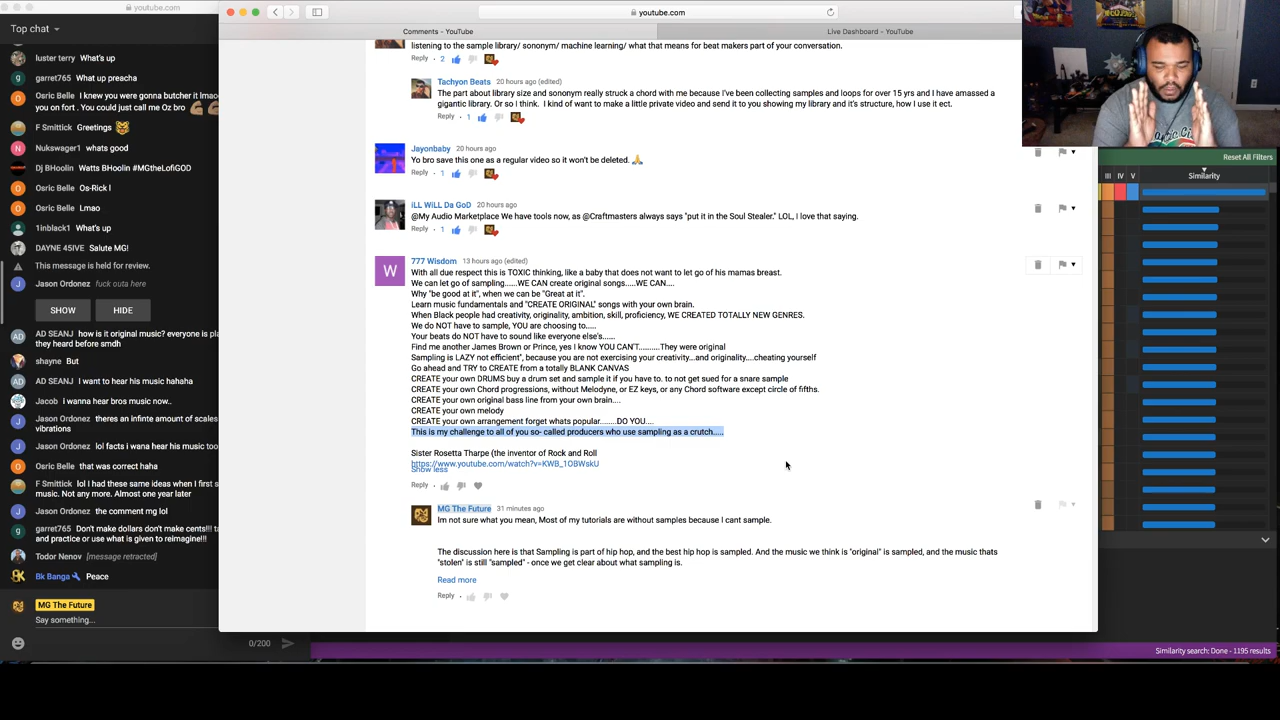 youtube.com
Top chat
luster terry What's up
garret765 What up preacha
Osric Belle I knew you were gonna butcher it lmao
you on fort . You could just call me Oz bro
F Smittick Greetings
Nukswager1 whats good
Dj BHoolin Watts BHoolin #MGtheLofiGOD
Osric Belle Os-Rick I
Osric Belle Lmao
1inblack1 What's up
DAYNE 45IVE Salute MG!
This message is held for review.
Jason Ordonez fuck outa here
SHOW HIDE
AD SEANJ how is it original music? everyone is pla
they heard before smdh
shayne But
AD SEANJ I want to hear his music hahaha
Jacob i wanna hear bros music now..
Jason Ordonez theres an infinte amount of scales
vibrations
Jason Ordonez lol facts i wana hear his music too
Osric Belle that was correct haha
F Smittick lol I had these same ideas when I first s
music. Not any more. Almost one year later
Jason Ordonez the comment mg lol
garret765 Don't make dollars don't make cents!!! ta
and practice or use what is given to reimagine!!!
Todor Nenov [message retracted]
Bk Banga Peace
MG The Future
Say something...
0/200
youtube.com
Comments - YouTube
Live Dashboard - YouTube
listening to the sample library/ sononym/ machine learning/ what that means for beat makers part of your conversation.
Reply · 2
Tachyon Beats 20 hours ago (edited)
The part about library size and sononym really struck a chord with me because I've been collecting samples and loops for over 15 yrs and I have amassed a
gigantic library. Or so I think. I kind of want to make a little private video and send it to you showing my library and it's structure, how I use it ect.
Reply · 1
Jayonbaby 20 hours ago
Yo bro save this one as a regular video so it won't be deleted.
Reply · 1
iLL WiLL Da GoD 20 hours ago
@My Audio Marketplace We have tools now, as @Craftmasters always says "put it in the Soul Stealer." LOL, I love that saying.
Reply · 1
W
777 Wisdom 13 hours ago (edited)
With all due respect this is TOXIC thinking, like a baby that does not want to let go of his mamas breast.
We can let go of sampling......WE CAN create original songs.....WE CAN....
Why "be good at it", when we can be "Great at it".
Learn music fundamentals and "CREATE ORIGINAL" songs with your own brain.
When Black people had creativity, originality, ambition, skill, proficiency, WE CREATED TOTALLY NEW GENRES.
We do NOT have to sample, YOU are choosing to.....
Your beats do NOT have to sound like everyone else's......
Find me another James Brown or Prince, yes I know YOU CAN'T..........They were original
Sampling is LAZY not efficient", because you are not exercising your creativity...and originality....cheating yourself
Go ahead and TRY to CREATE from a totally BLANK CANVAS
CREATE your own DRUMS buy a drum set and sample it if you have to. to not get sued for a snare sample
CREATE your own Chord progressions, without Melodyne, or EZ keys, or any Chord software except circle of fifths.
CREATE your own original bass line from your own brain....
CREATE your own melody
CREATE your own arrangement forget whats popular........DO YOU....
This is my challenge to all of you so- called producers who use sampling as a crutch.....
Sister Rosetta Tharpe (the inventor of Rock and Roll
https://www.youtube.com/watch?v=KWB_1OBWskU
Show less
Reply ·
MG The Future 31 minutes ago
Im not sure what you mean, Most of my tutorials are without samples because I cant sample.
The discussion here is that Sampling is part of hip hop, and the best hip hop is sampled. And the music we think is "original" is sampled, and the music thats
"stolen" is still "sampled" - once we get clear about what sampling is.
Read more
Reply ·
Reset All Filters
III IV V Similarity
Similarity search: Done - 1195 results